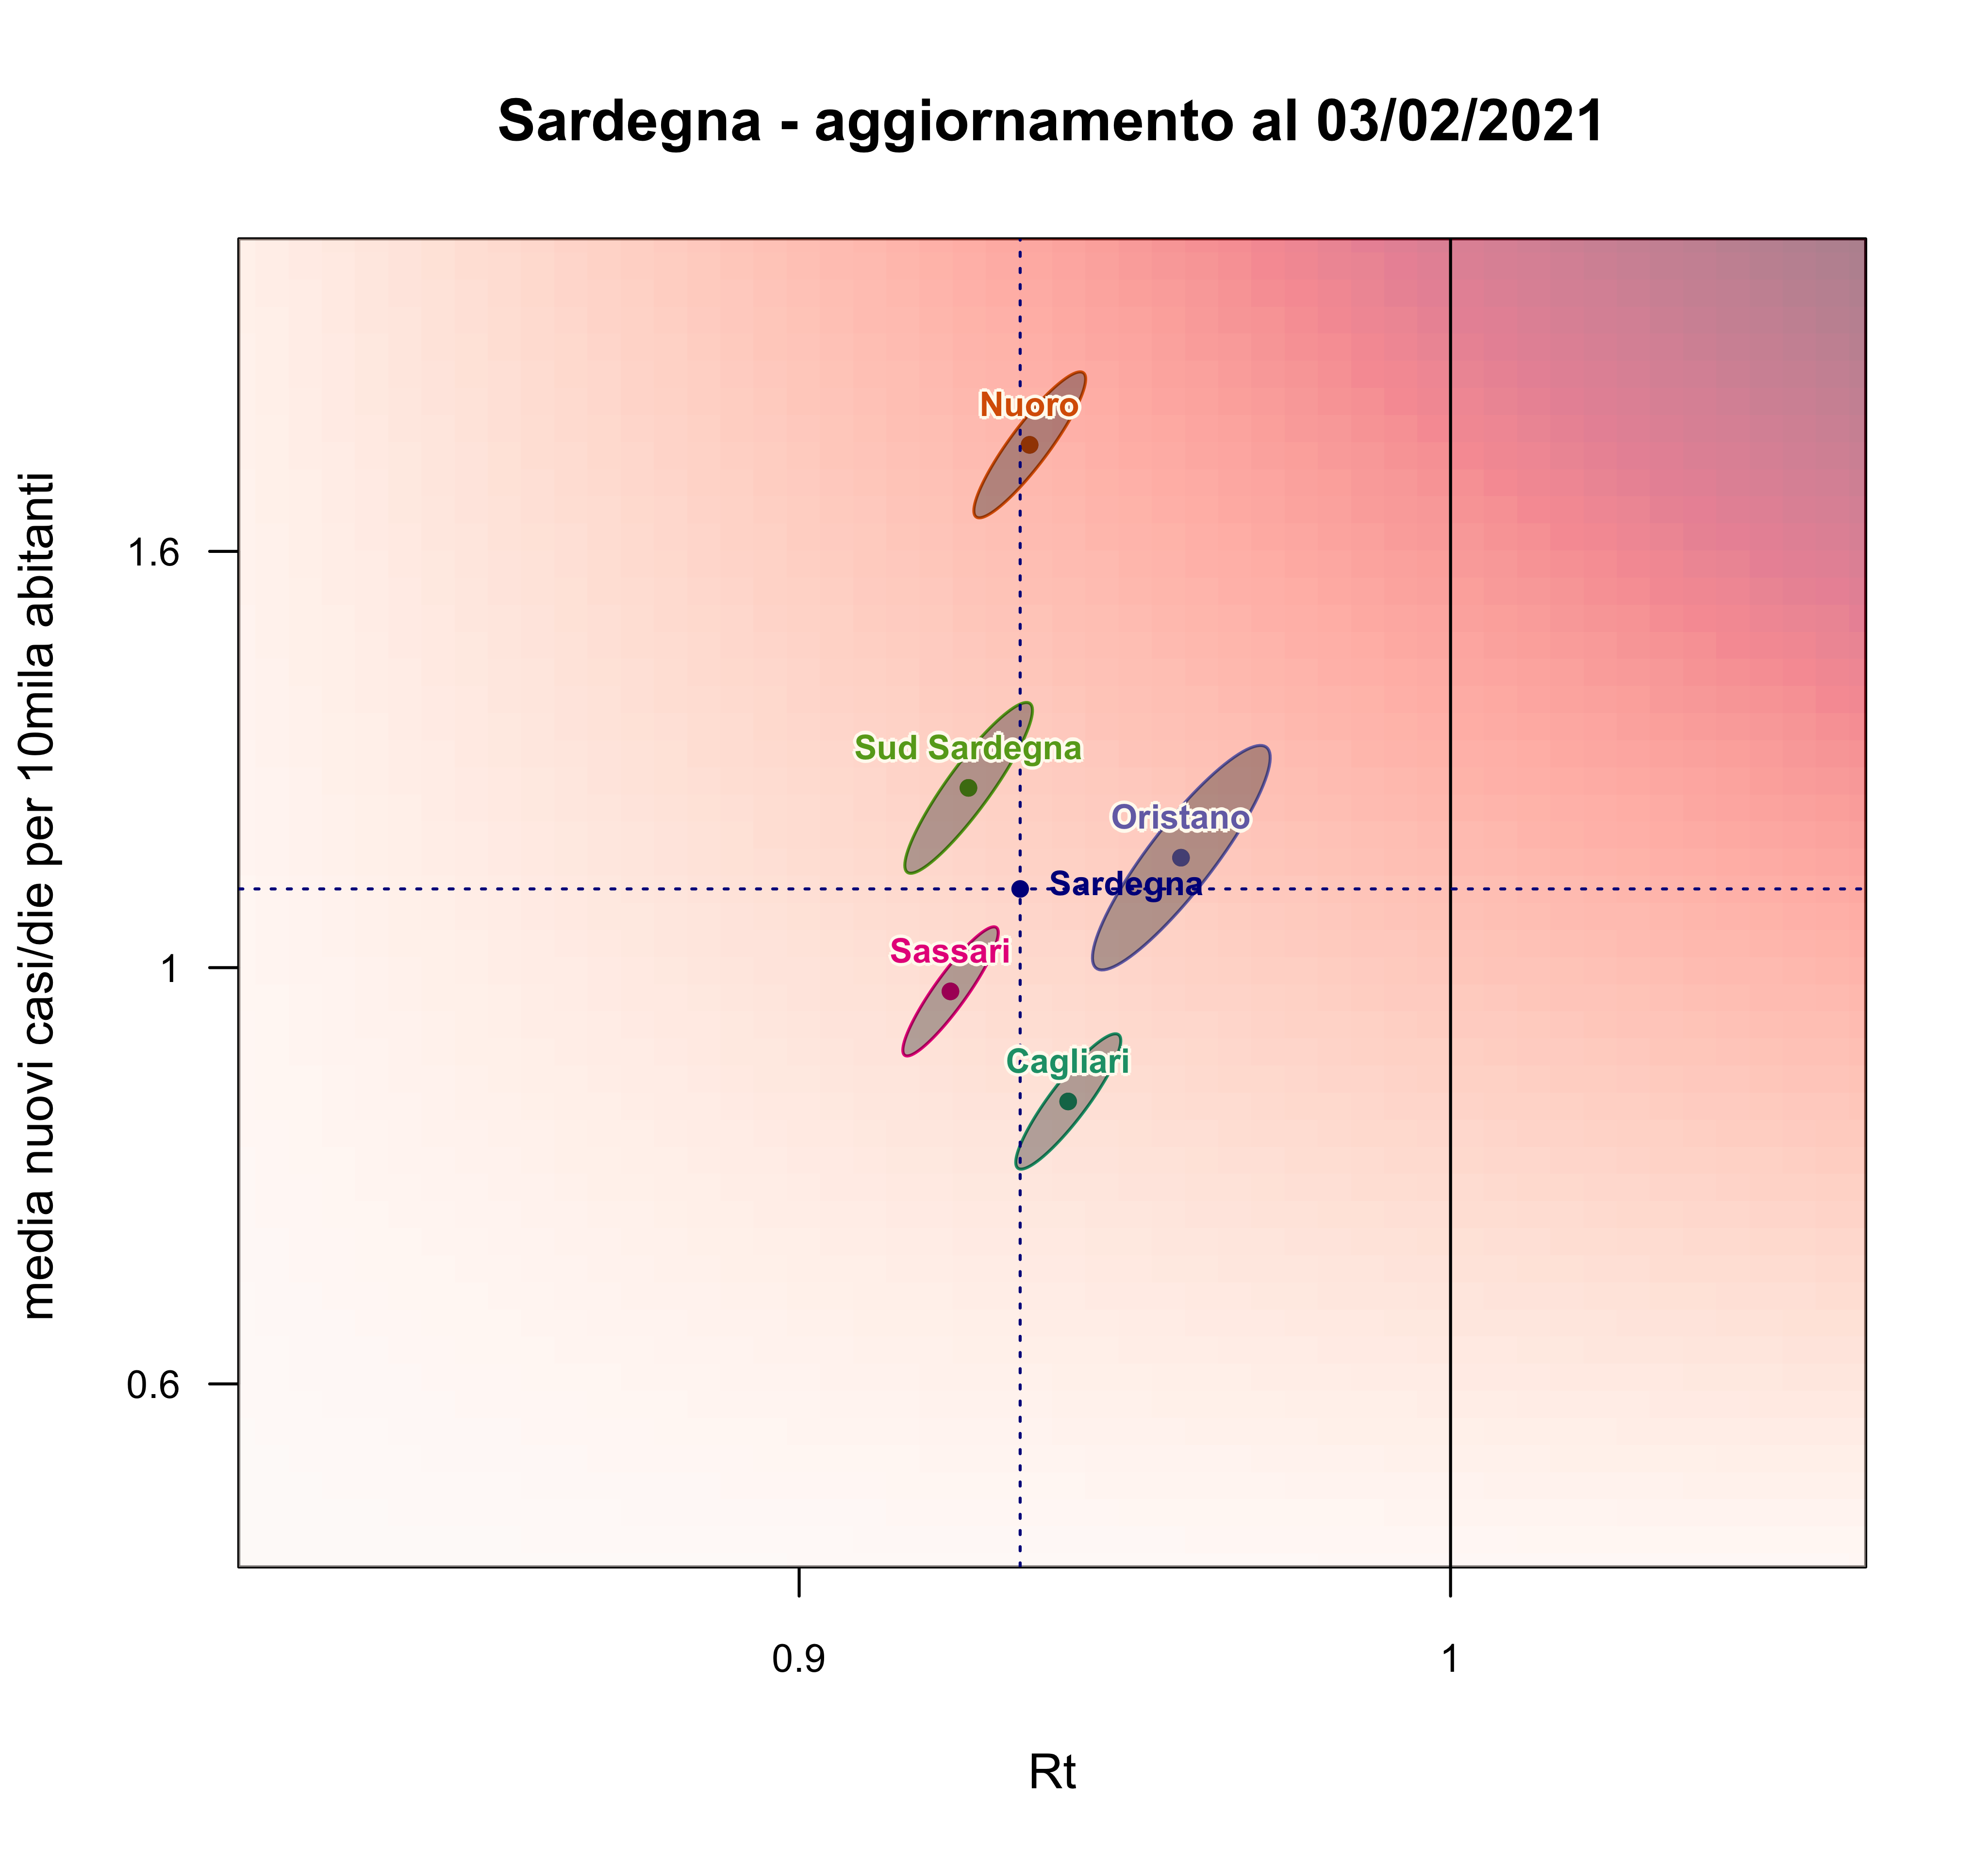 Sardegna - aggiornamento al 03/02/2021
media nuovi casi/die per 10mila abitanti
1.6
1
0.6
Nuoro
Sud Sardegna
Oristano
Sardegna
Sassari
Cagliari
0.9
1
Rt